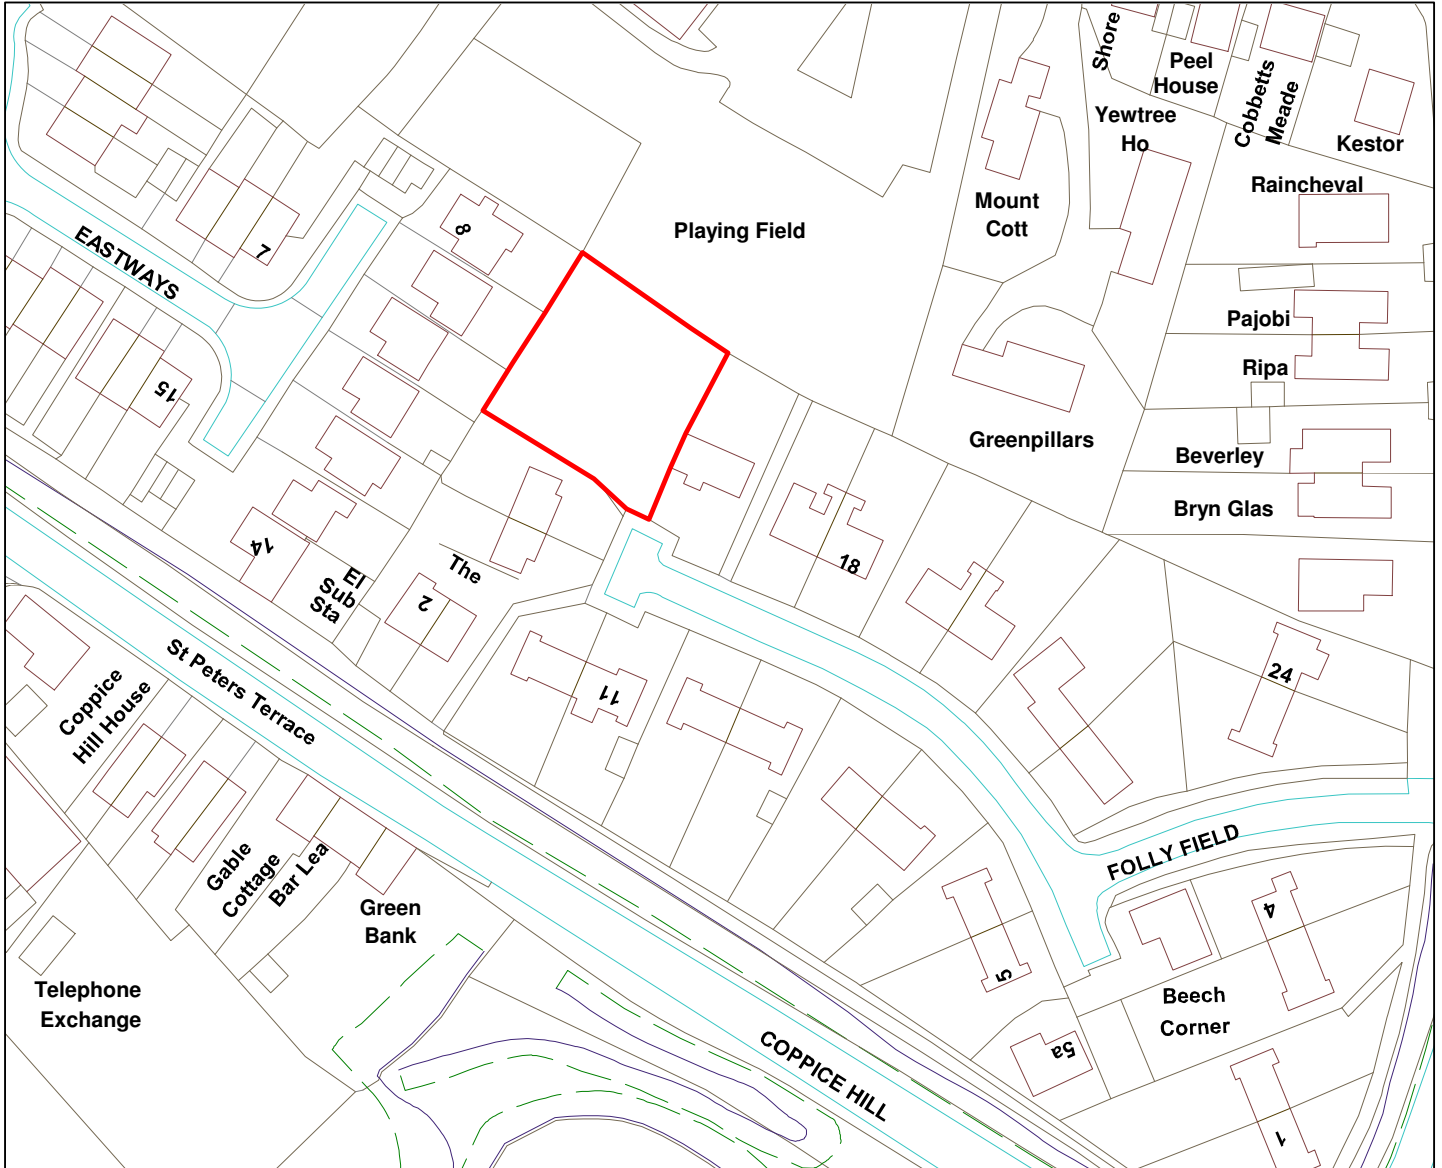 Shore
Peel
House
Cobbetts
Meade
Yewtree
Ho
Kestor
Raincheval
Mount
Cott
Playing Field
8
7
EASTWAYS
15
Pajobi
Ripa
Greenpillars
Beverley
Bryn Glas
14
El
Sub
Sta
The
2
18
11
24
Coppice
Hill House
St Peters Terrace
Gable
Cottage
Bar Lea
Green
Bank
FOLLY FIELD
4
5
Telephone
Exchange
Beech
Corner
5a
COPPICE HILL
1